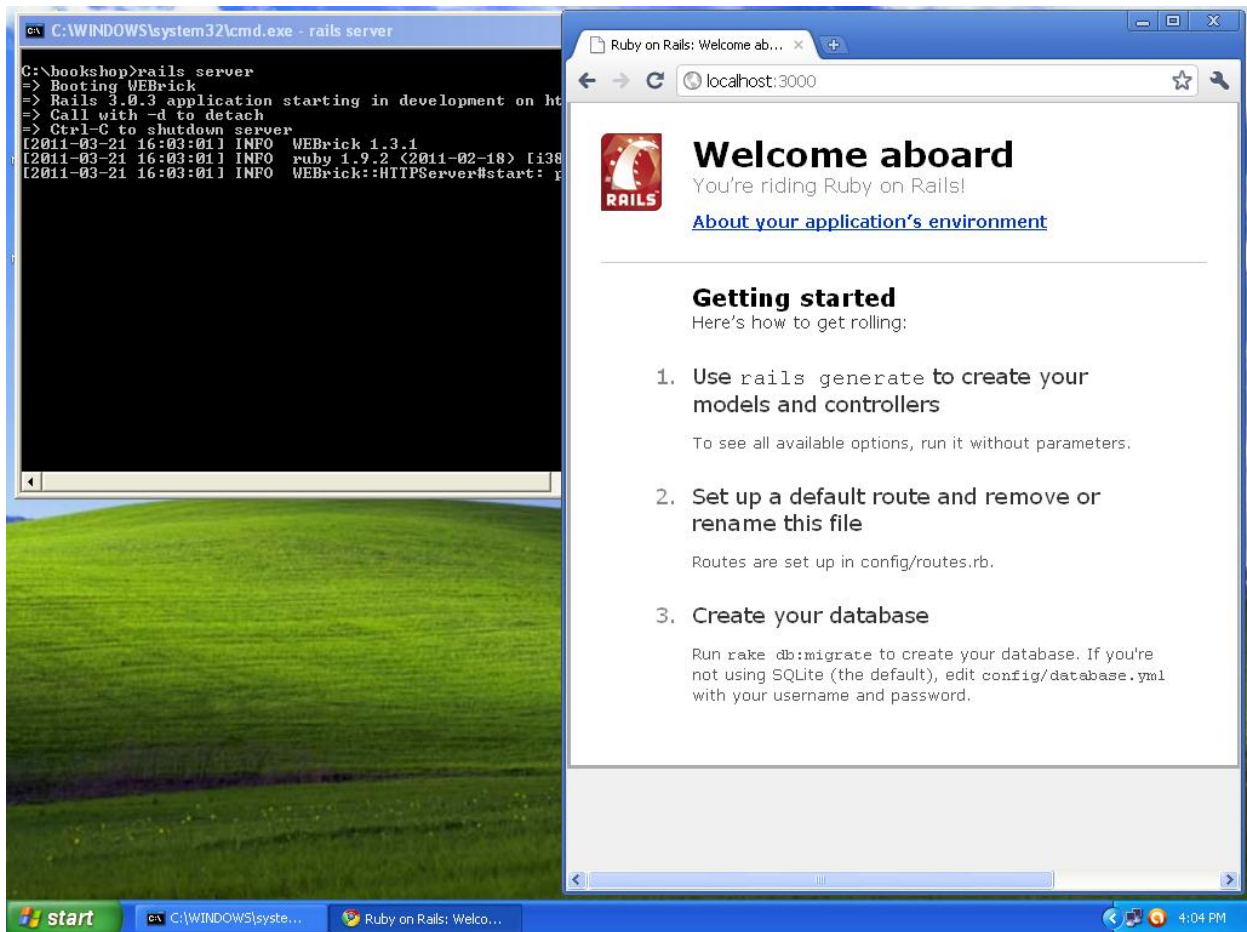 C:\WINDOWS\system32\cmd.exe - rails server
C:\bookshop>rails server
=> Booting WEBrick
=> Rails 3.0.3 application starting in development on ht
=> Call with -d to detach
=> Ctrl-C to shutdown server
[2011-03-21 16:03:01] INFO  WEBrick 1.3.1
[2011-03-21 16:03:01] INFO  ruby 1.9.2 (2011-02-18) [i38
[2011-03-21 16:03:01] INFO  WEBrick::HTTPServer#start: p
Ruby on Rails: Welcome ab...
localhost:3000
RAILS
Welcome aboard
You're riding Ruby on Rails!
About your application's environment
Getting started
Here's how to get rolling:
1. Use rails generate to create your
models and controllers
To see all available options, run it without parameters.
2. Set up a default route and remove or
rename this file
Routes are set up in config/routes.rb.
3. Create your database
Run rake db:migrate to create your database. If you're
not using SQLite (the default), edit config/database.yml
with your username and password.
start
C:\WINDOWS\syste...
Ruby on Rails: Welco...
4:04 PM